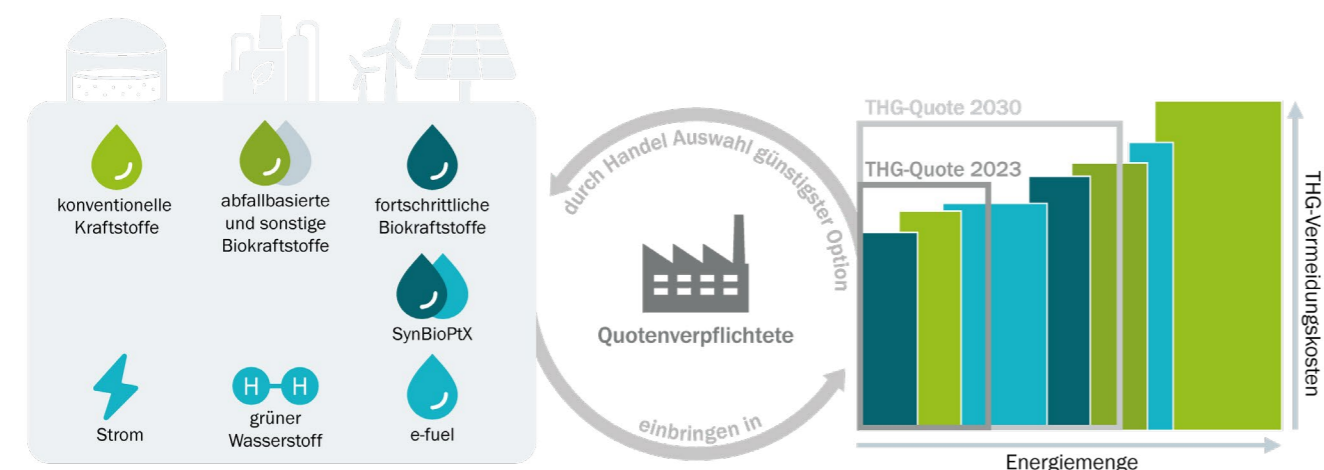 konventionelle
Kraftstoffe
abfallbasierte
und sonstige
Biokraftstoffe
fortschrittliche
Biokraftstoffe
SynBioPtX
Strom
H H
grüner
Wasserstoff
e-fuel
durch Handel Auswahl günstigster Option
Quotenverpflichtete
einbringen in
THG-Quote 2030
THG-Quote 2023
THG-Vermeidungskosten
Energiemenge